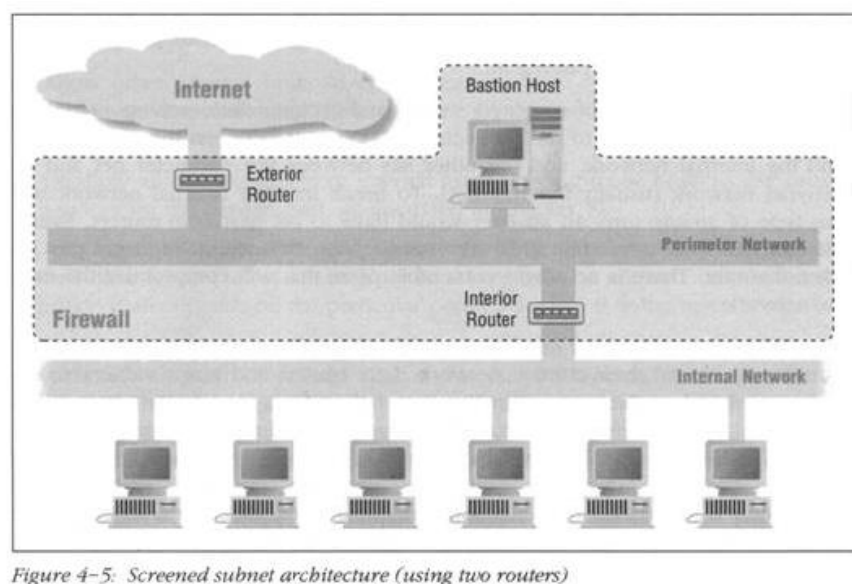 Internet
Bastion Host
Exterior
Router
Perimeter Network
Interior
Router
Firewall
Internal Network
Figure 4-5: Screened subnet architecture (using two routers)